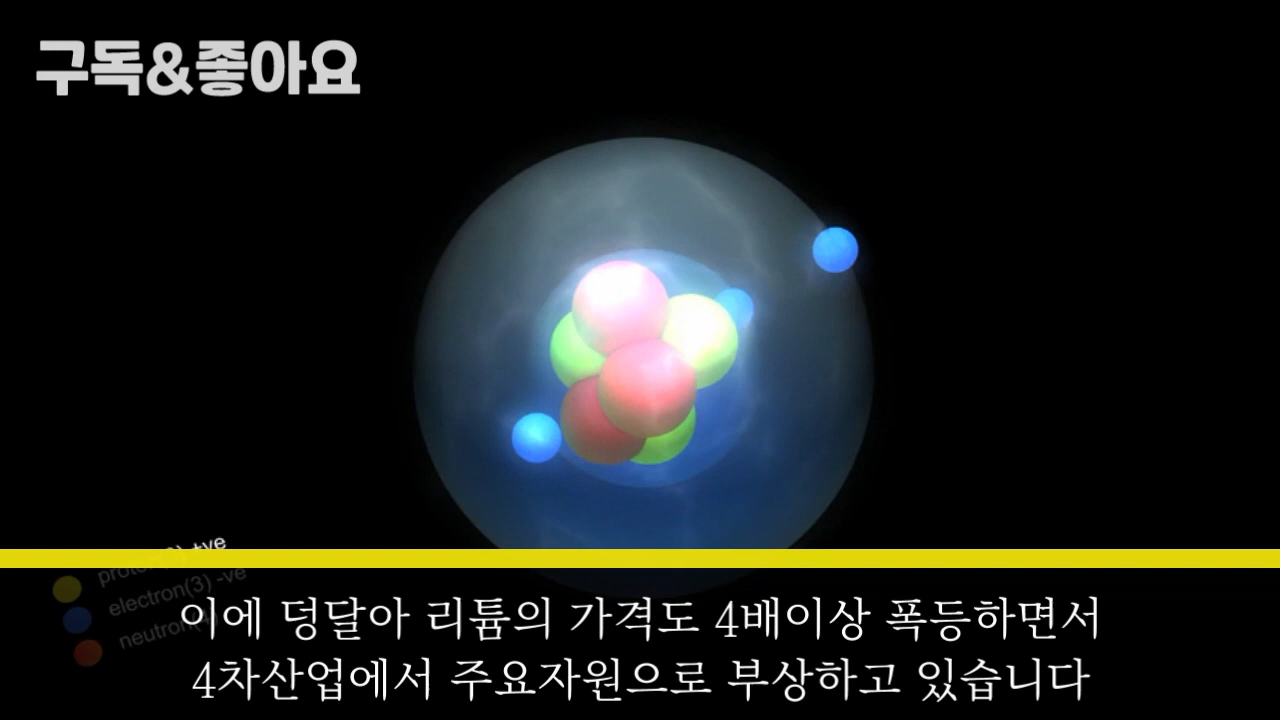 구독&좋아요
+ve
electron(3) -ve
이에 덩달아 리튬의 가격도 4배이상 폭등하면서
4차산업에서 주요자원으로 부상하고 있습니다